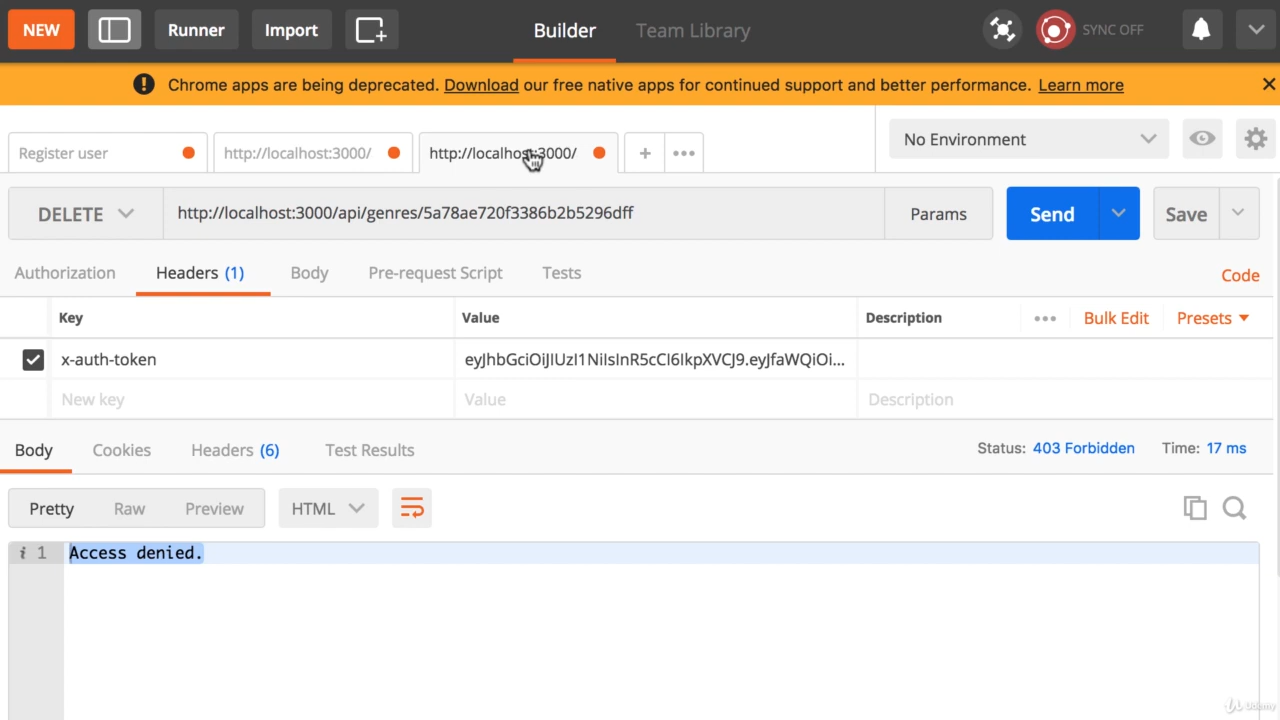 NEW
Runner
Import
Builder
Team Library
SYNC OFF
Chrome apps are being deprecated. Download our free native apps for continued support and better performance. Learn more
Register user
http://localhost:3000/
http://localhost:3000/
No Environment
DELETE
http://localhost:3000/api/genres/5a78ae720f3386b2b5296dff
Params
Send
Save
Authorization
Headers (1)
Body
Pre-request Script
Tests
Code
Key
Value
Description
Bulk Edit
Presets
x-auth-token
eyJhbGciOiJIUzI1NiIsInR5cCI6IkpXVCJ9.eyJfaWQiOi...
New key
Value
Description
Body
Cookies
Headers (6)
Test Results
Status: 403 Forbidden
Time: 17 ms
Pretty
Raw
Preview
HTML
i 1
Access denied.
Udemy